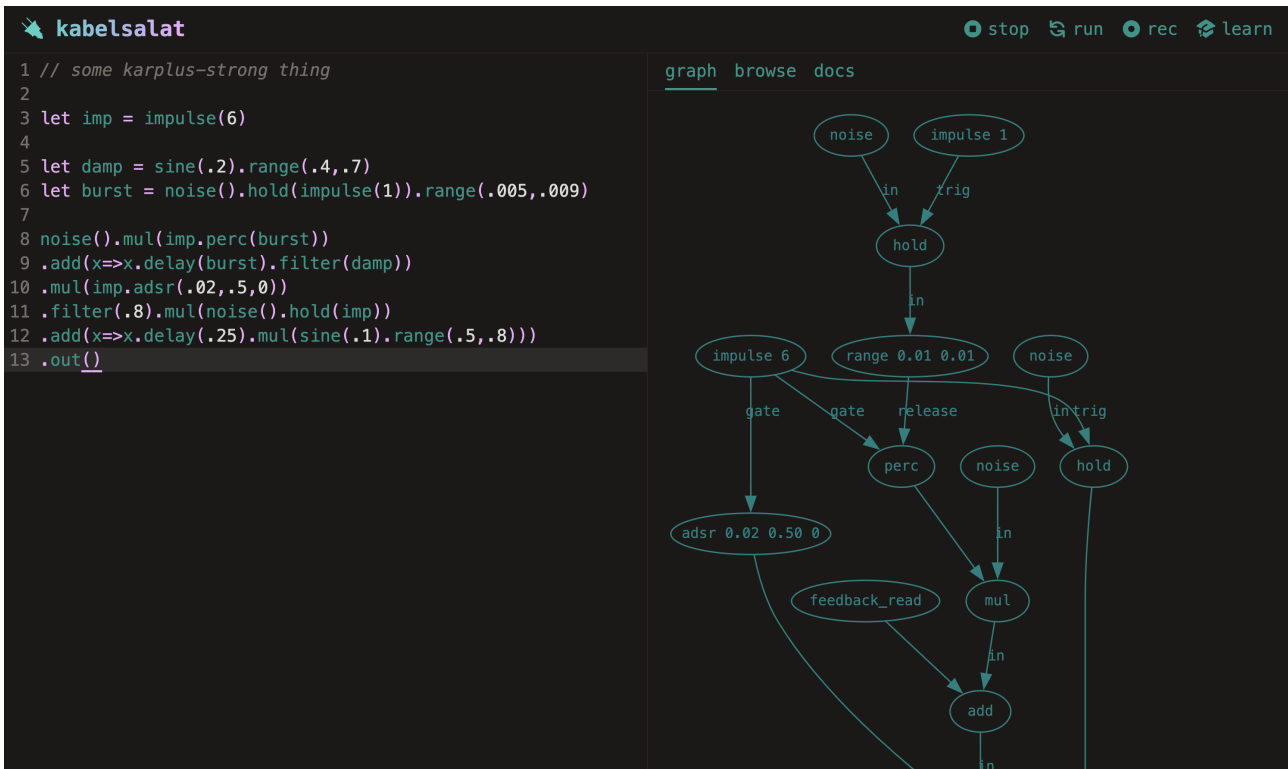 kabelsalat
stop run rec learn
1 // some karplus-strong thing
2
3 let imp = impulse(6)
4
5 let damp = sine(.2).range(.4,.7)
6 let burst = noise().hold(impulse(1)).range(.005,.009)
7
8 noise().mul(imp.perc(burst))
9 .add(x=>x.delay(burst).filter(damp))
10 .mul(imp.adsr(.02,.5,0))
11 .filter(.8).mul(noise().hold(imp))
12 .add(x=>x.delay(.25).mul(sine(.1).range(.5,.8)))
13 .out()
graph browse docs
noise impulse 1
in trig
hold
in
impulse 6 range 0.01 0.01 noise
gate gate release in trig
perc noise hold
adsr 0.02 0.50 0 in
feedback_read mul
in
add
in